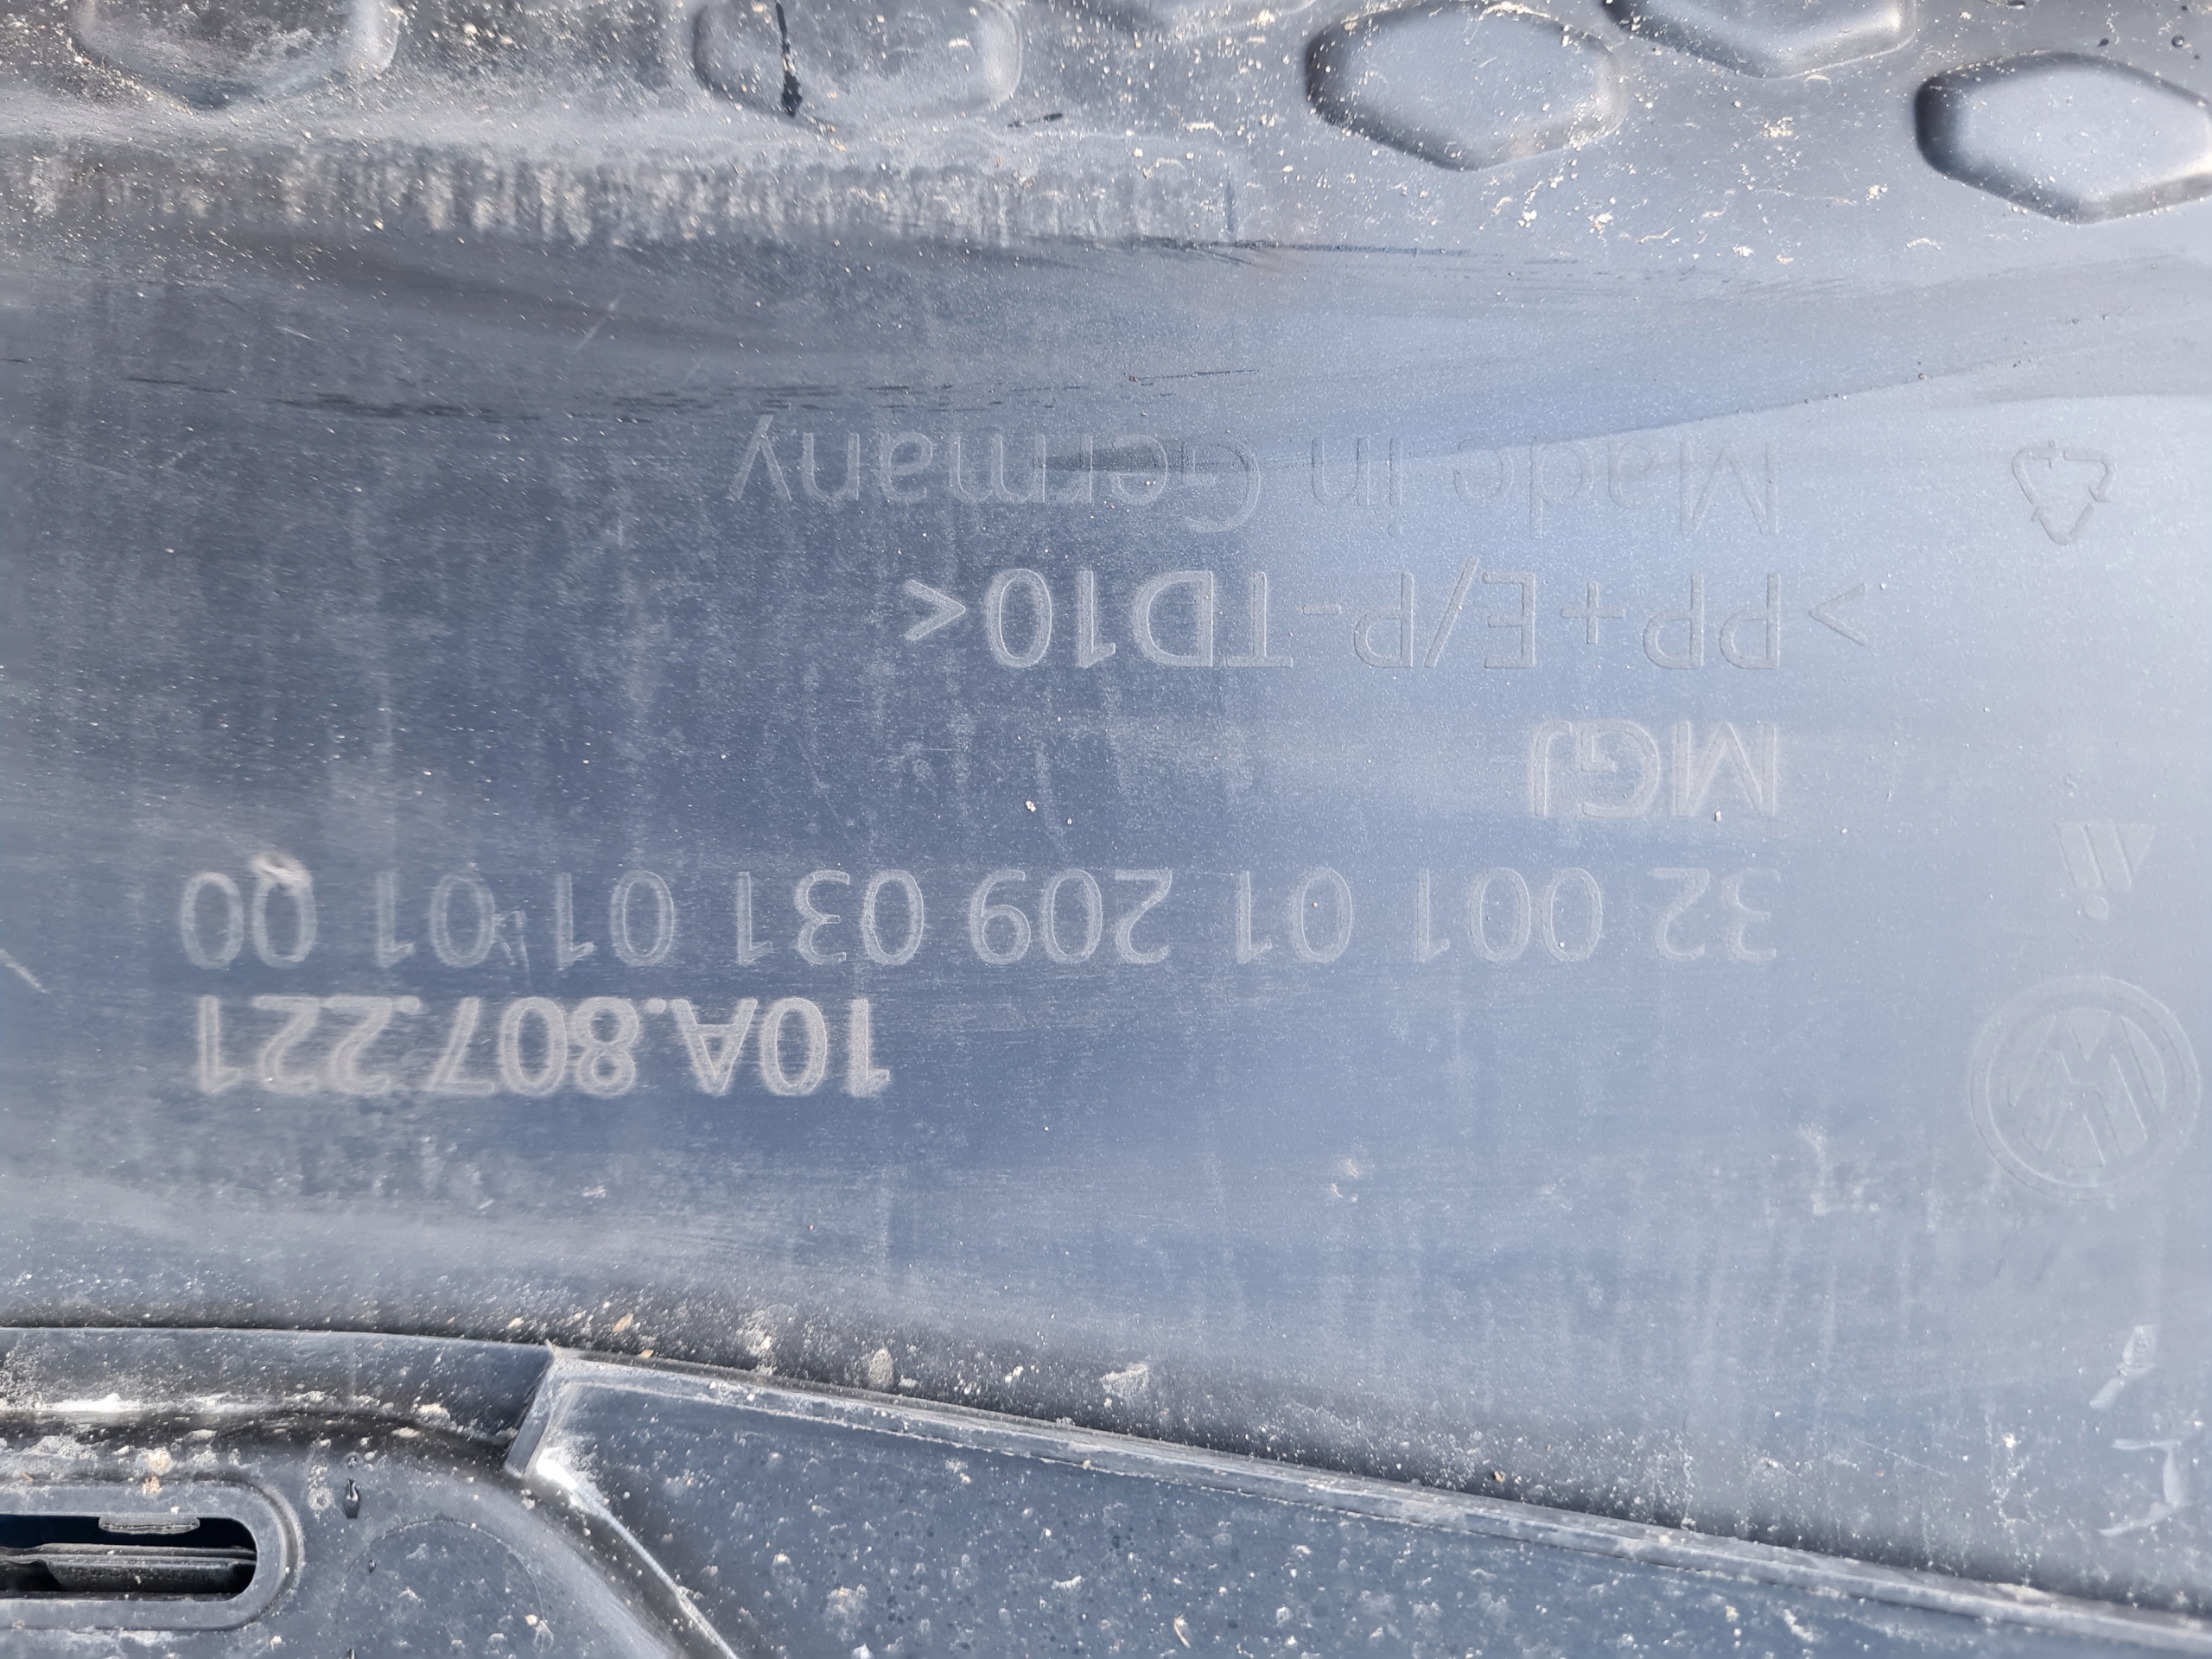 10A.807.221
32 001 01 209 031 01 01 00
MGJ
>PP+E/P-TD10<
Made in Germany